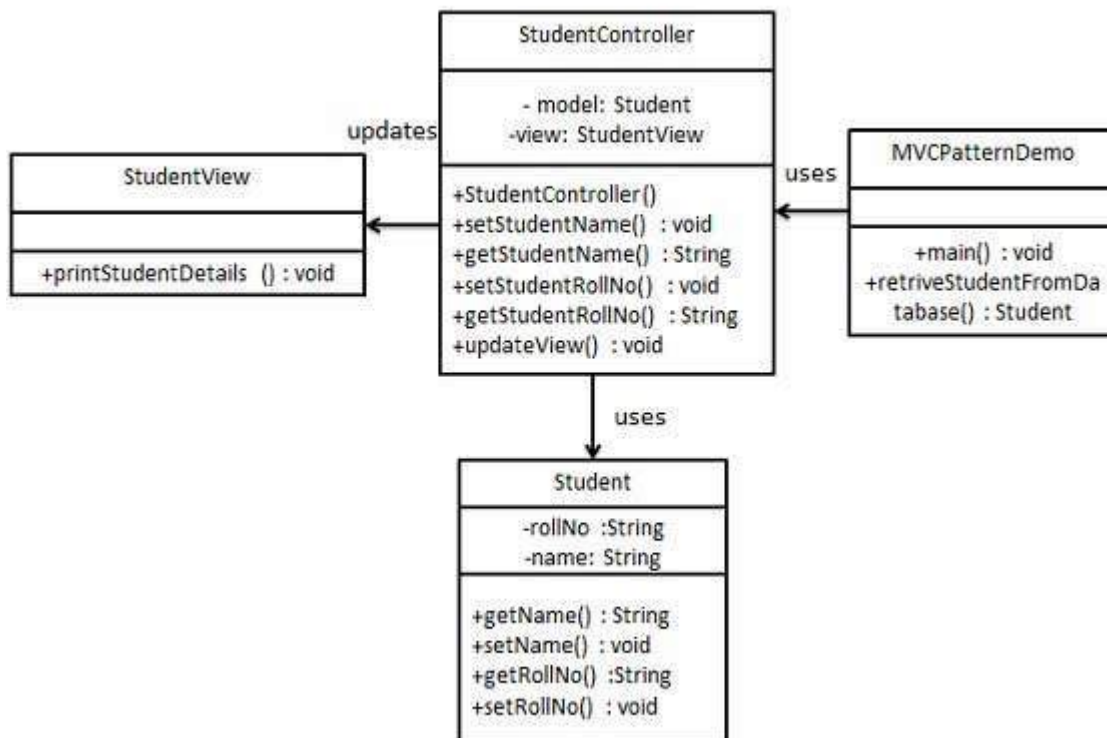 StudentController
- model: Student
-view: StudentView
+StudentController()
+setStudentName() : void
+getStudentName() : String
+setStudentRollNo() : void
+getStudentRollNo() : String
+updateView() : void
updates
StudentView
+printStudentDetails () : void
uses
MVCPatternDemo
+main() : void
+retriveStudentFromDa
tabase() : Student
uses
Student
-rollNo :String
-name: String
+getName() : String
+setName() : void
+getRollNo() :String
+setRollNo() : void